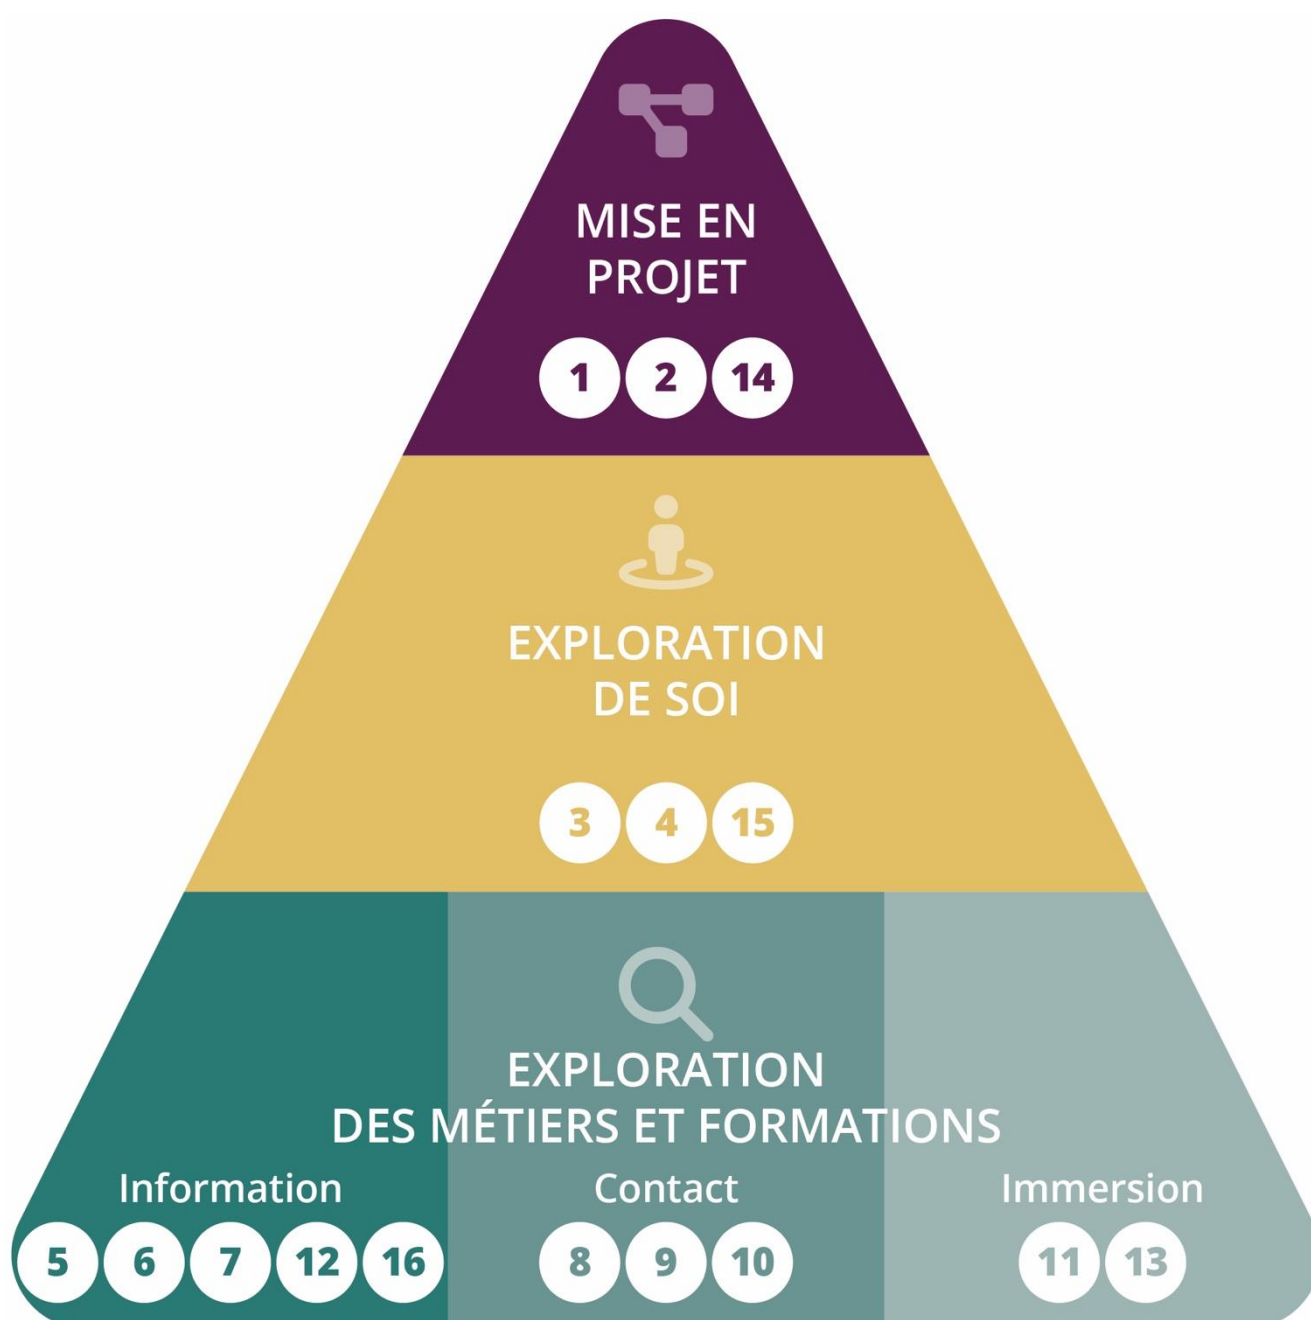 MISE EN
PROJET
1 2 14
EXPLORATION
DE SOI
3 4 15
EXPLORATION
DES MÉTIERS ET FORMATIONS
Information Contact Immersion
5 6 7 12 16 8 9 10 11 13